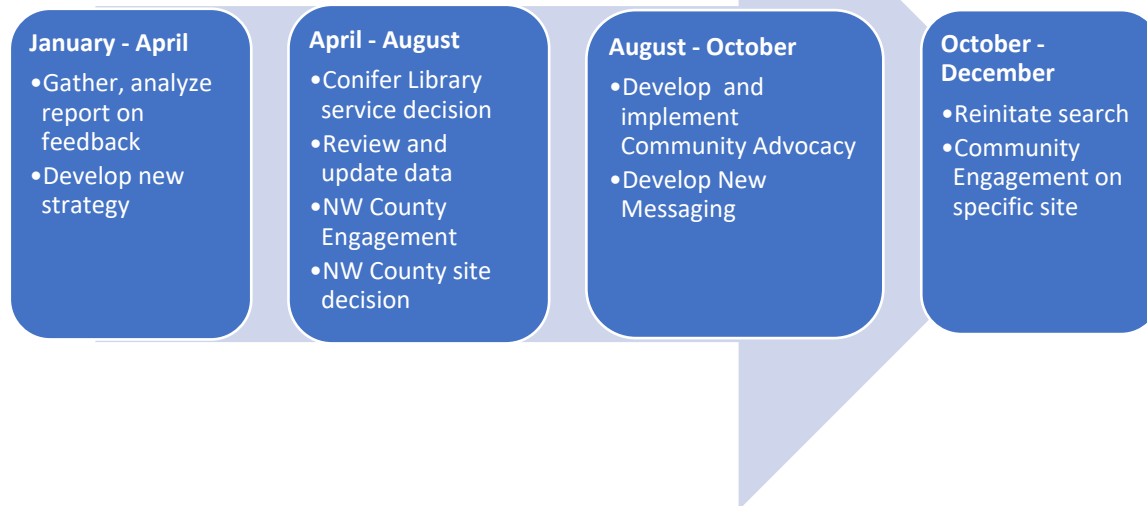 January - April
•Gather, analyze
report on
feedback
•Develop new
strategy
April - August
•Conifer Library
service decision
•Review and
update data
•NW County
Engagement
•NW County site
decision
August - October
•Develop and
implement
Community Advocacy
•Develop New
Messaging
October -
December
•Reinitate search
•Community
Engagement on
specific site